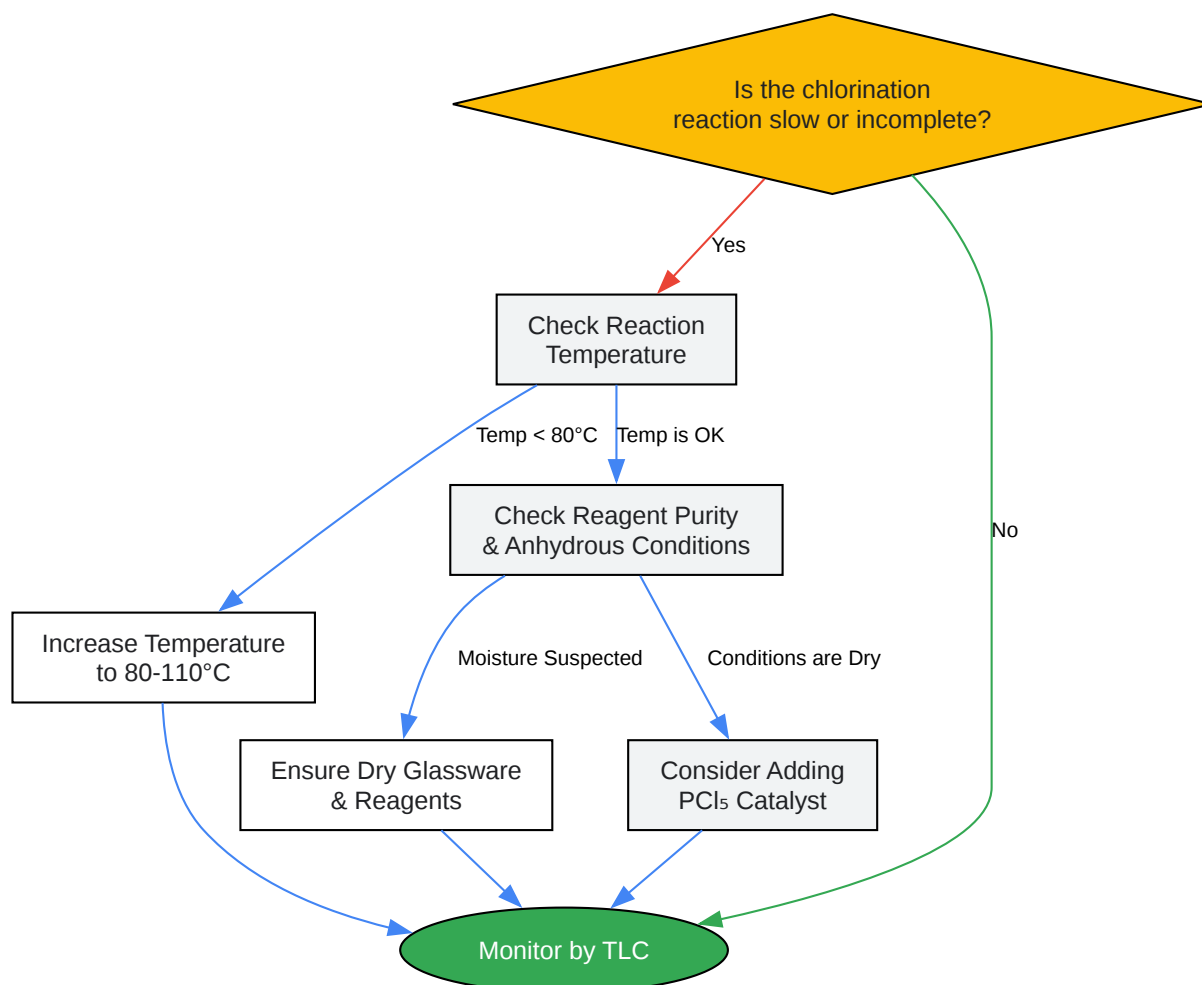 Is the chlorination
reaction slow or incomplete?
Yes
Check Reaction
Temperature
Temp < 80°C
Temp is OK
Check Reagent Purity
& Anhydrous Conditions
No
Increase Temperature
to 80-110°C
Moisture Suspected
Conditions are Dry
Ensure Dry Glassware
& Reagents
Consider Adding
PCl₅ Catalyst
Monitor by TLC